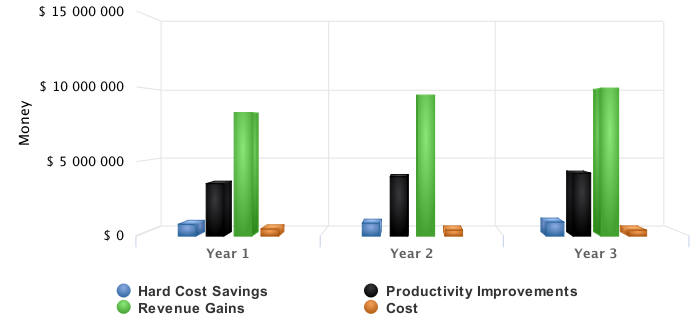 $ 15 000 000
$ 10 000 000
$ 5 000 000
$ 0
Money
Year 1 Year 2 Year 3
Hard Cost Savings Productivity Improvements
Revenue Gains Cost